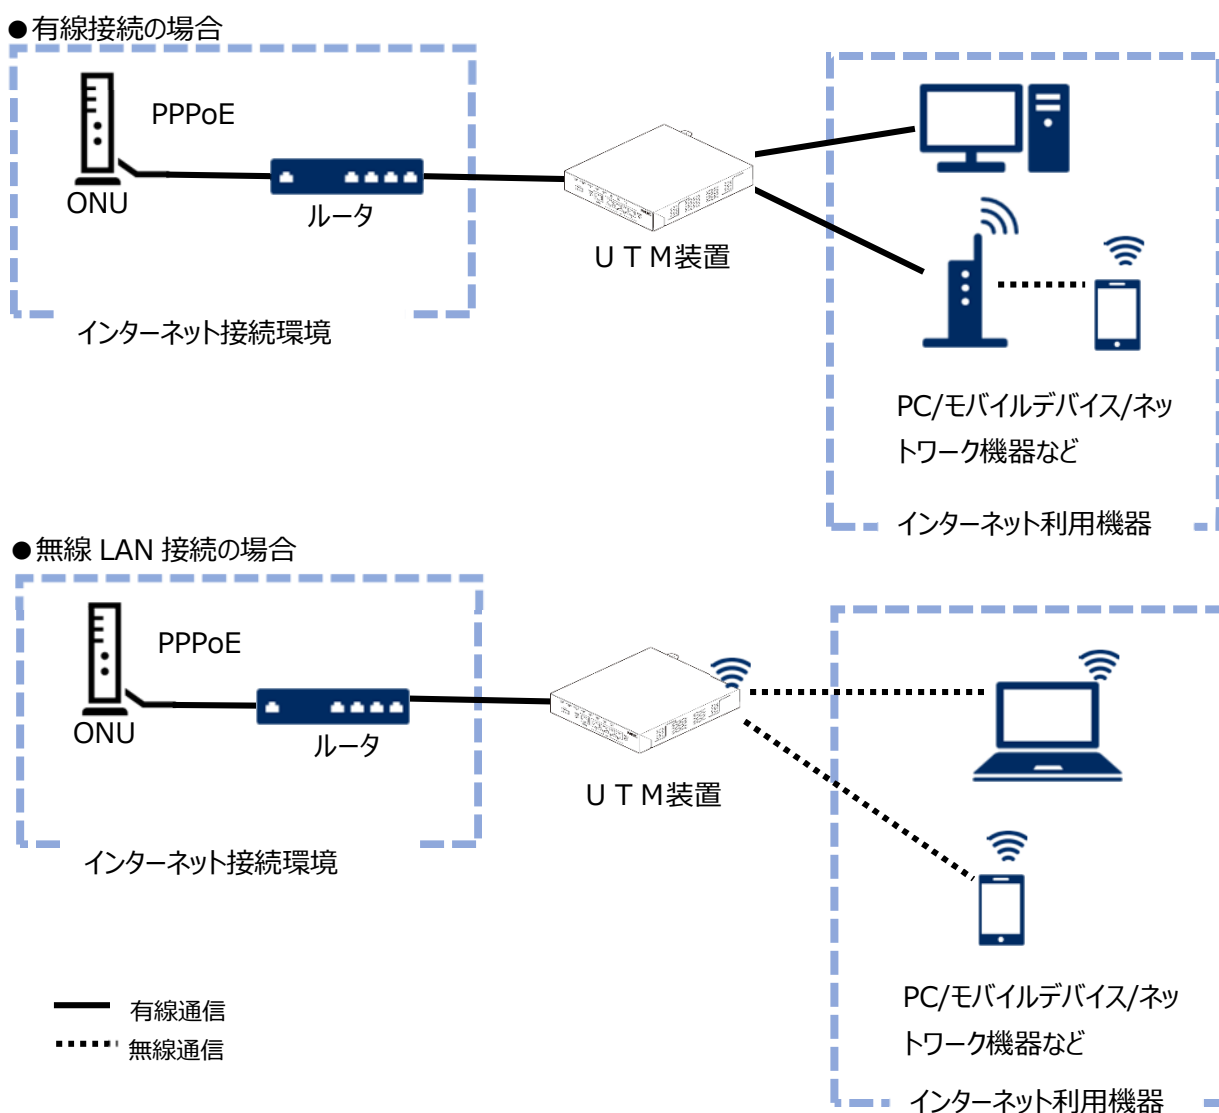 ●有線接続の場合
PPPoE
ONU
ルータ
ＵＴＭ装置
インターネット接続環境
PC/モバイルデバイス/ネッ
トワーク機器など
インターネット利用機器
●無線 LAN 接続の場合
PPPoE
ONU
ルータ
ＵＴＭ装置
インターネット接続環境
PC/モバイルデバイス/ネッ
トワーク機器など
インターネット利用機器
有線通信
無線通信